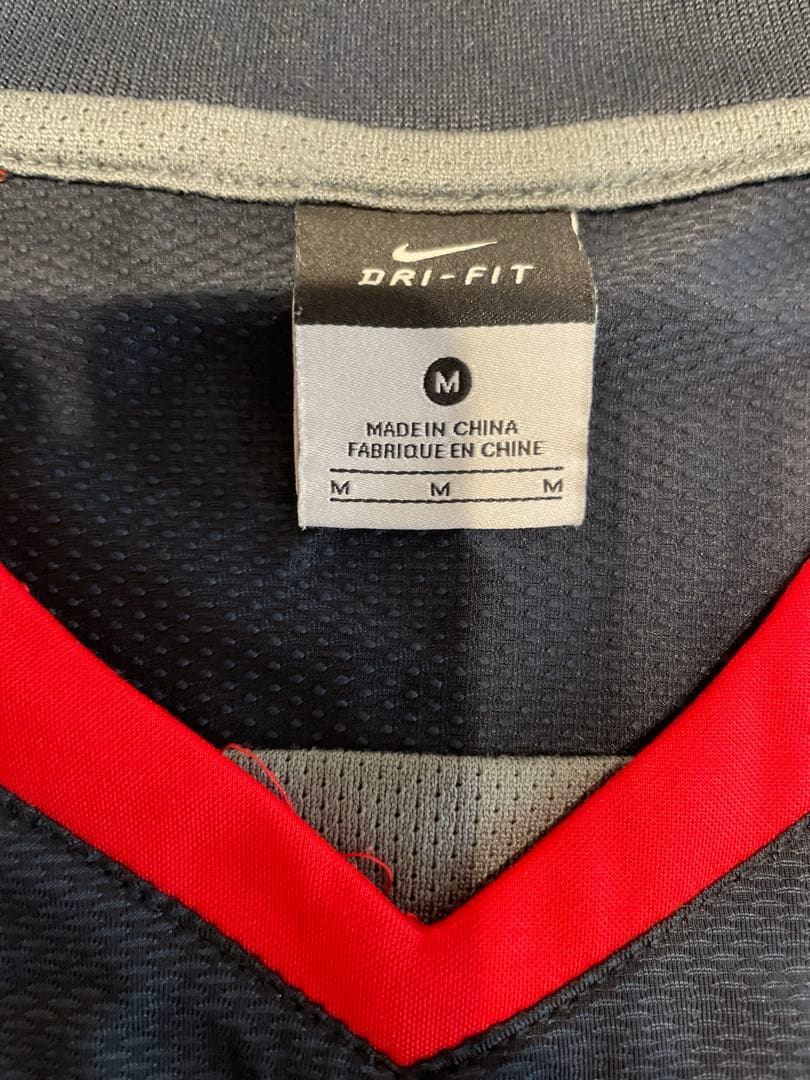 DRI-FIT
M
MADE IN CHINA
FABRIQUE EN CHINE
M M M